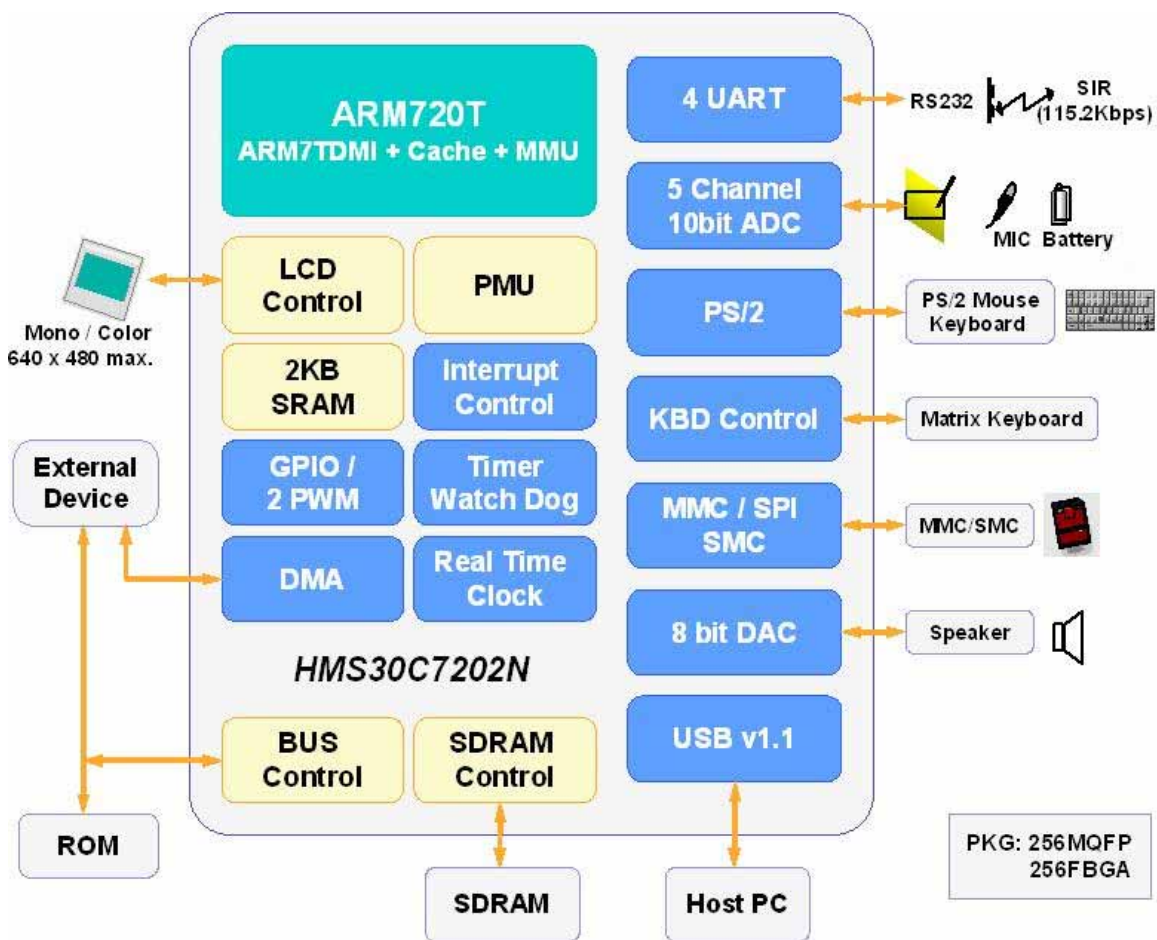 ARM720T
ARM7TDMI + Cache + MMU
4 UART
RS232
SIR
(115.2Kbps)
5 Channel
10bit ADC
MIC Battery
LCD
Control
PMU
Mono / Color
640 x 480 max.
PS/2
PS/2 Mouse
Keyboard
2KB
SRAM
Interrupt
Control
KBD Control
Matrix Keyboard
External
Device
GPIO /
2 PWM
Timer
Watch Dog
MMC / SPI
SMC
MMC/SMC
DMA
Real Time
Clock
8 bit DAC
Speaker
HMS30C7202N
BUS
Control
SDRAM
Control
USB v1.1
ROM
SDRAM
Host PC
PKG: 256MQFP
256FBGA